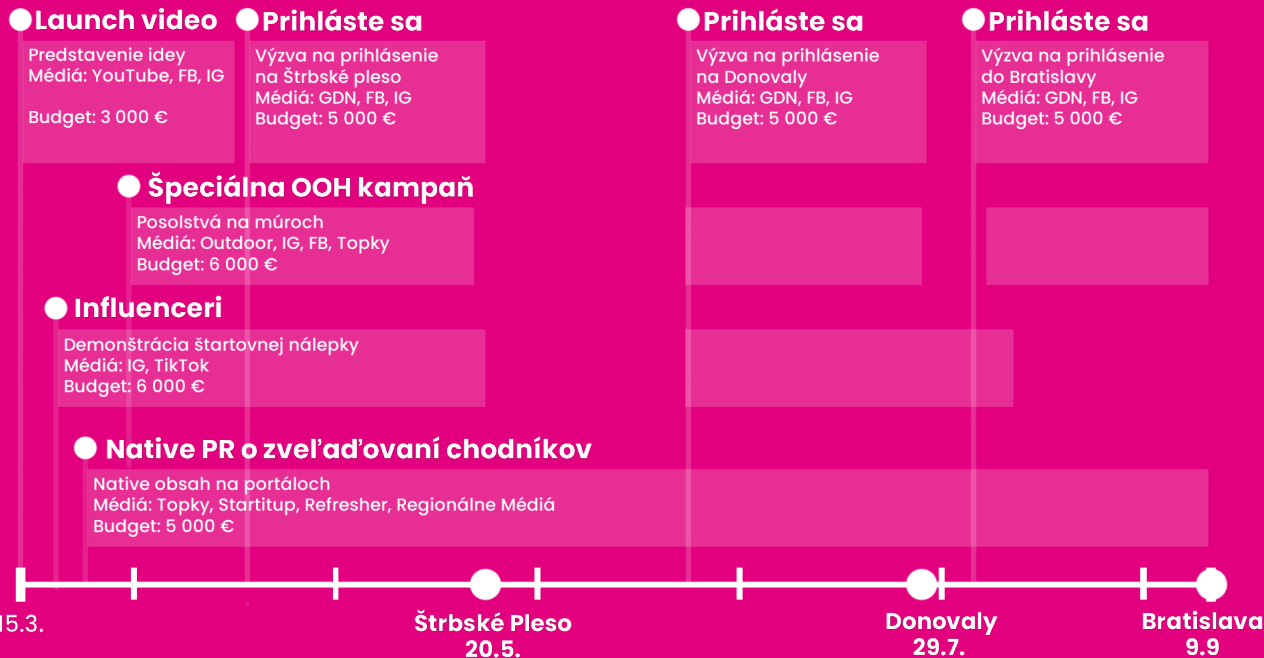 Launch video
Predstavenie idey
Médiá: YouTube, FB, IG
Budget: 3 000 €
Prihláste sa
Výzva na prihlásenie
na Štrbské pleso
Médiá: GDN, FB, IG
Budget: 5 000 €
Prihláste sa
Výzva na prihlásenie
na Donovaly
Médiá: GDN, FB, IG
Budget: 5 000 €
Prihláste sa
Výzva na prihlásenie
do Bratislavy
Médiá: GDN, FB, IG
Budget: 5 000 €
Špeciálna OOH kampaň
Posolstvá na múroch
Médiá: Outdoor, IG, FB, Topky
Budget: 6 000 €
Influenceri
Demonštrácia štartovnej nálepky
Médiá: IG, TikTok
Budget: 6 000 €
Native PR o zveľaďovaní chodníkov
Native obsah na portáloch
Médiá: Topky, Startitup, Refresher, Regionálne Médiá
Budget: 5 000 €
15.3.
Štrbské Pleso
20.5.
Donovaly
29.7.
Bratislava
9.9